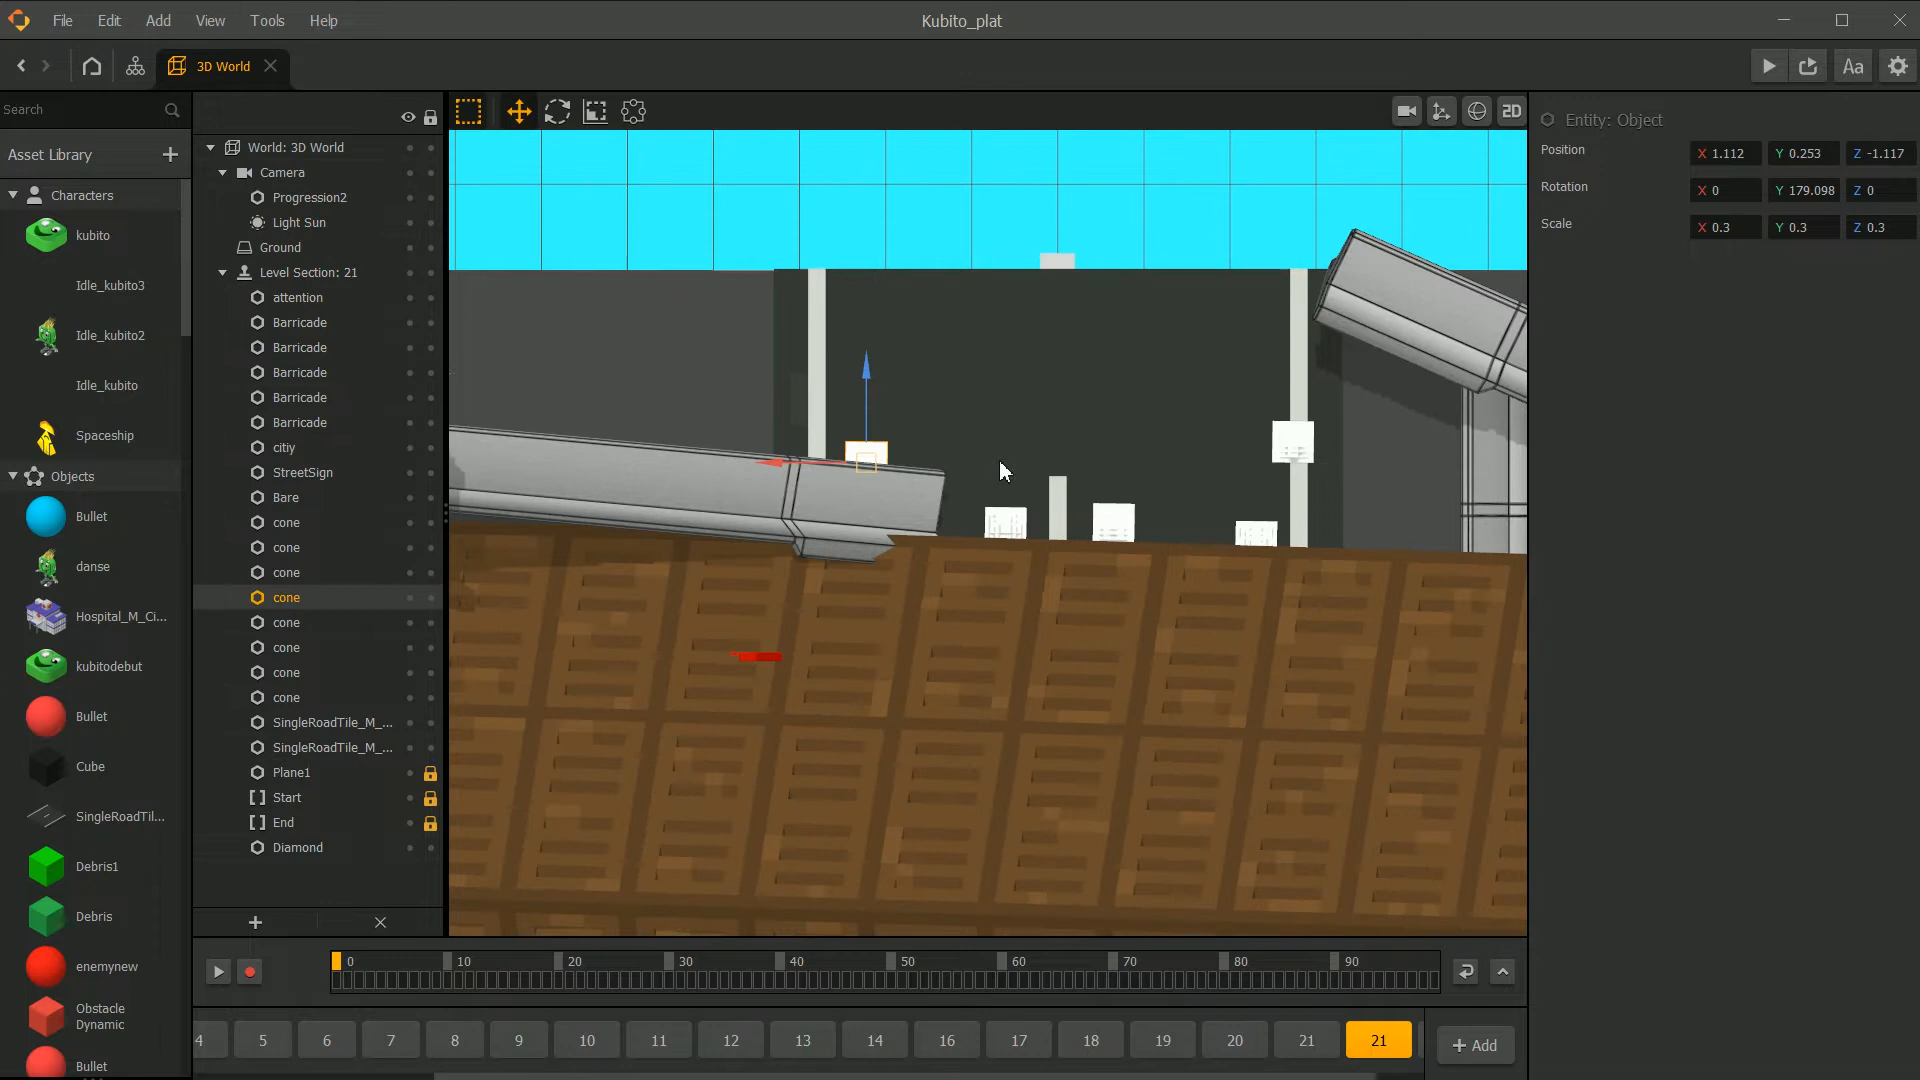 File Edit View Add Tools Help
Kubito_plat
3D World
Aa
Search
Asset Library
Characters
kubito
Idle_kubito3
Idle_kubito2
Idle_kubito
Spaceship
Objects
Bullet
danse
Hospital_M_Ci...
kubitodebut
Bullet
Cube
SingleRoadTil...
Debris1
Debris
enemynew
Obstacle
Dynamic
Bullet
World: 3D World
Camera
Progression2
Light Sun
Ground
Level Section: 21
attention
Barricade
Barricade
Barricade
Barricade
Barricade
citiy
StreetSign
Bare
cone
cone
cone
cone
cone
cone
cone
cone
SingleRoadTile_M_...
SingleRoadTile_M_...
Plane1
Start
End
Diamond
2D
Entity: Object
Position X 1.112 Y 0.253 Z -1.117
Rotation X 0 Y 179.098 Z 0
Scale X 0.3 Y 0.3 Z 0.3
0 10 20 30 40 50 60 70 80 90
4 5 6 7 8 9 10 11 12 13 14 16 17 18 19 20 21 21 + Add